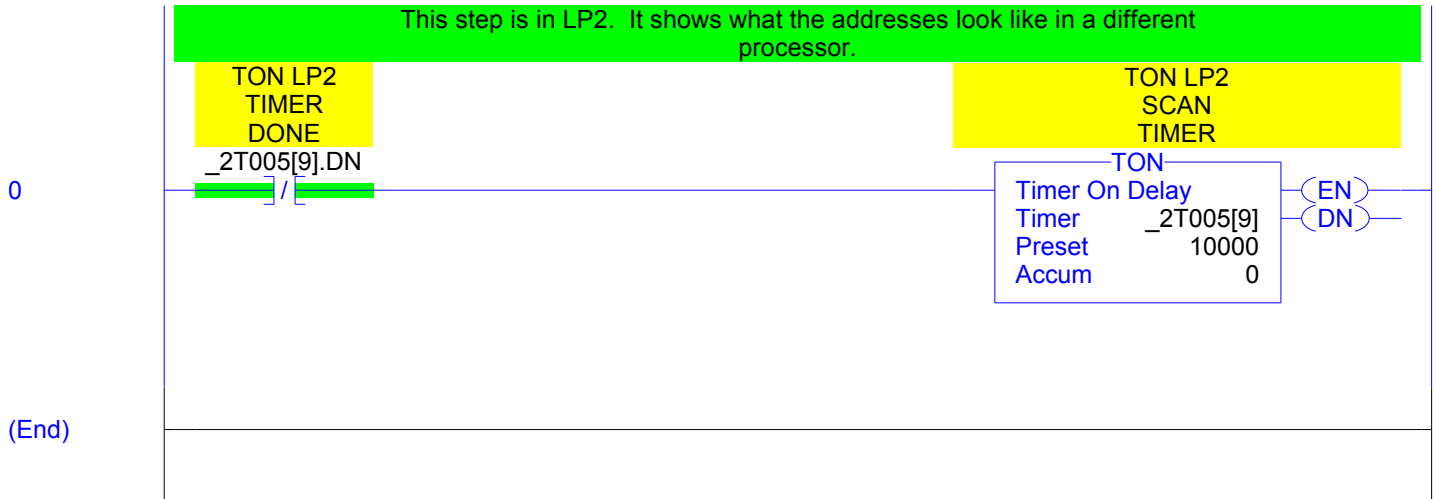 This step is in LP2.  It shows what the addresses look like in a different
processor.
TON LP2
TIMER
DONE
_2T005[9].DN
TON LP2
SCAN
TIMER
0
/
TON
Timer On Delay
Timer _2T005[9]
Preset 10000
Accum 0
EN
DN
(End)